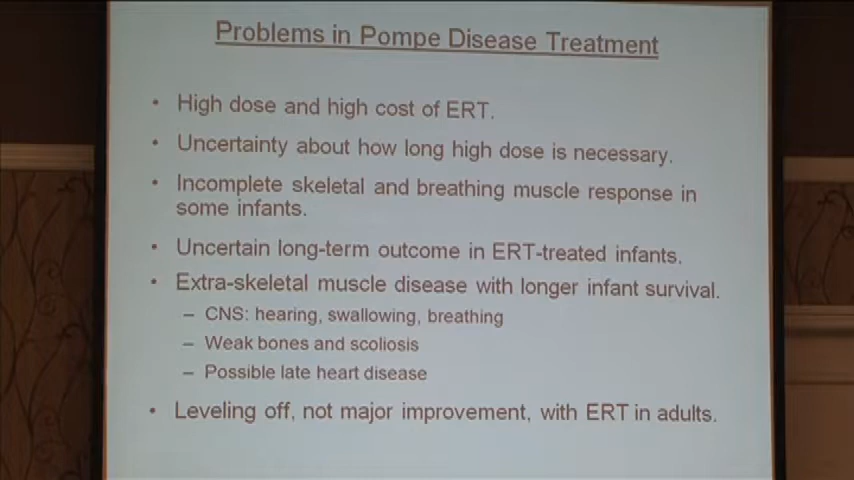 Problems in Pompe Disease Treatment
• High dose and high cost of ERT.
• Uncertainty about how long high dose is necessary.
• Incomplete skeletal and breathing muscle response in
some infants.
• Uncertain long-term outcome in ERT-treated infants.
• Extra-skeletal muscle disease with longer infant survival.
– CNS: hearing, swallowing, breathing
– Weak bones and scoliosis
– Possible late heart disease
• Leveling off, not major improvement, with ERT in adults.